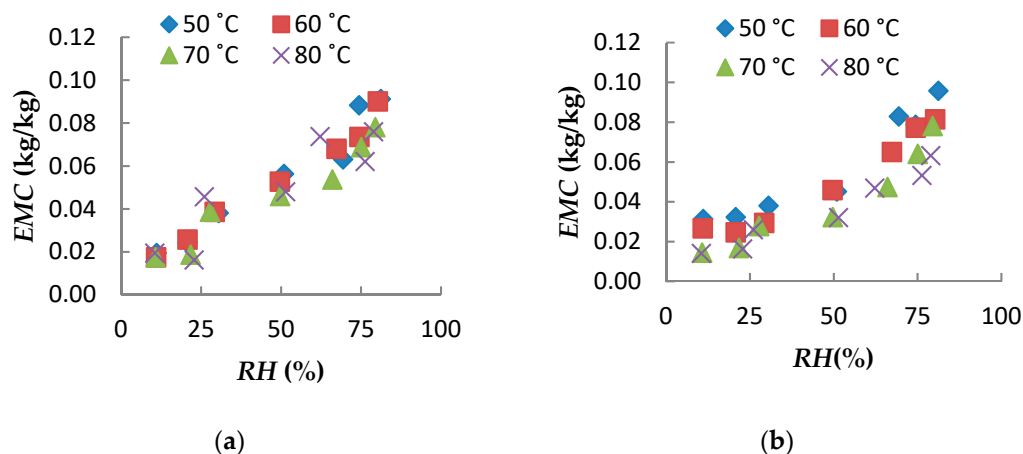 50 ˚C 60 ˚C
70 ˚C 80 ˚C
0.12
0.10
0.08
0.06
0.04
0.02
0.00
EMC (kg/kg)
0 25 50 75 100
RH (%)
(a)
50 ˚C 60 ˚C
70 ˚C 80 ˚C
0.12
0.10
0.08
0.06
0.04
0.02
0.00
EMC (kg/kg)
0 25 50 75 100
RH(%)
(b)